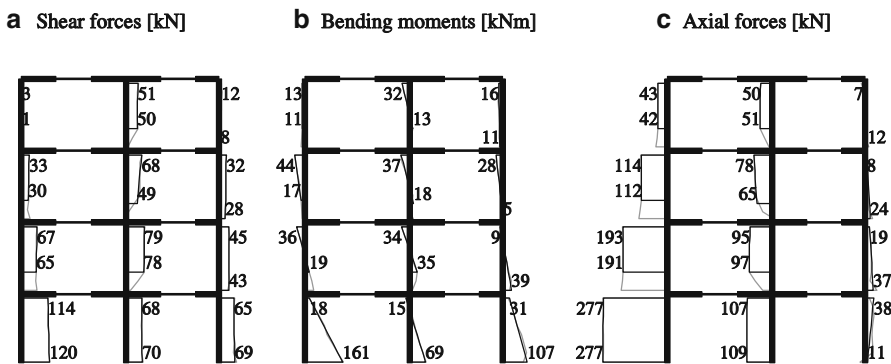 a Shear forces [kN] b Bending moments [kNm] c Axial forces [kN]
3 51 12 13 32 16 43 50 7
1 50 11 13 42 51
8 11 12
33 68 32 44 37 28 114 78 8
30 49 17 18 112 65
28 5 24
67 79 45 36 34 9 193 95 19
65 78 19 35 191 97
43 39 37
114 68 65 18 15 31 277 107 38
120 70 69 161 69 107 277 109 11